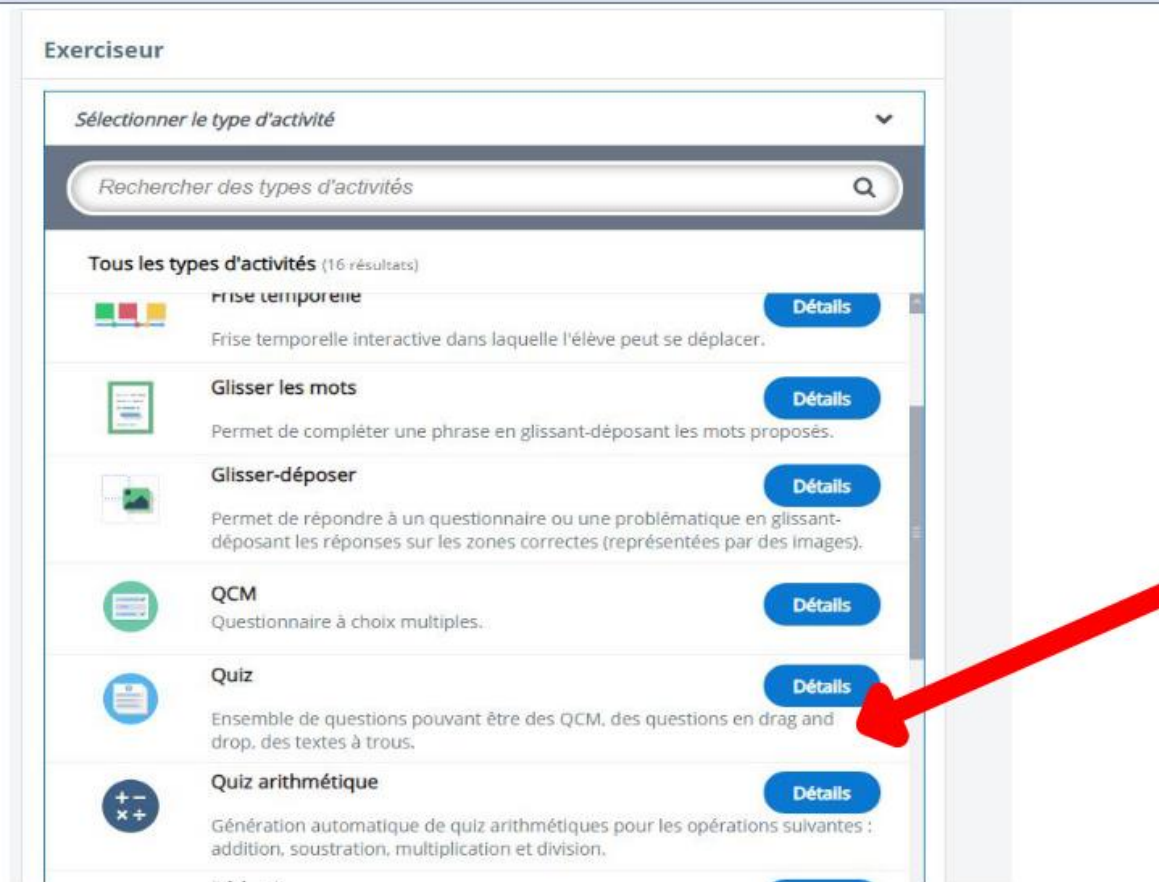 Exerciseur
Sélectionner le type d'activité
Rechercher des types d'activités
Tous les types d'activités (16 résultats)
Frise temporelle
Détails
Frise temporelle interactive dans laquelle l'élève peut se déplacer.
Glisser les mots
Détails
Permet de compléter une phrase en glissant-déposant les mots proposés.
Glisser-déposer
Détails
Permet de répondre à un questionnaire ou une problématique en glissant-
déposant les réponses sur les zones correctes (représentées par des images).
QCM
Détails
Questionnaire à choix multiples.
Quiz
Détails
Ensemble de questions pouvant être des QCM, des questions en drag and
drop, des textes à trous.
Quiz arithmétique
Détails
Génération automatique de quiz arithmétiques pour les opérations suivantes :
addition, soustration, multiplication et division.